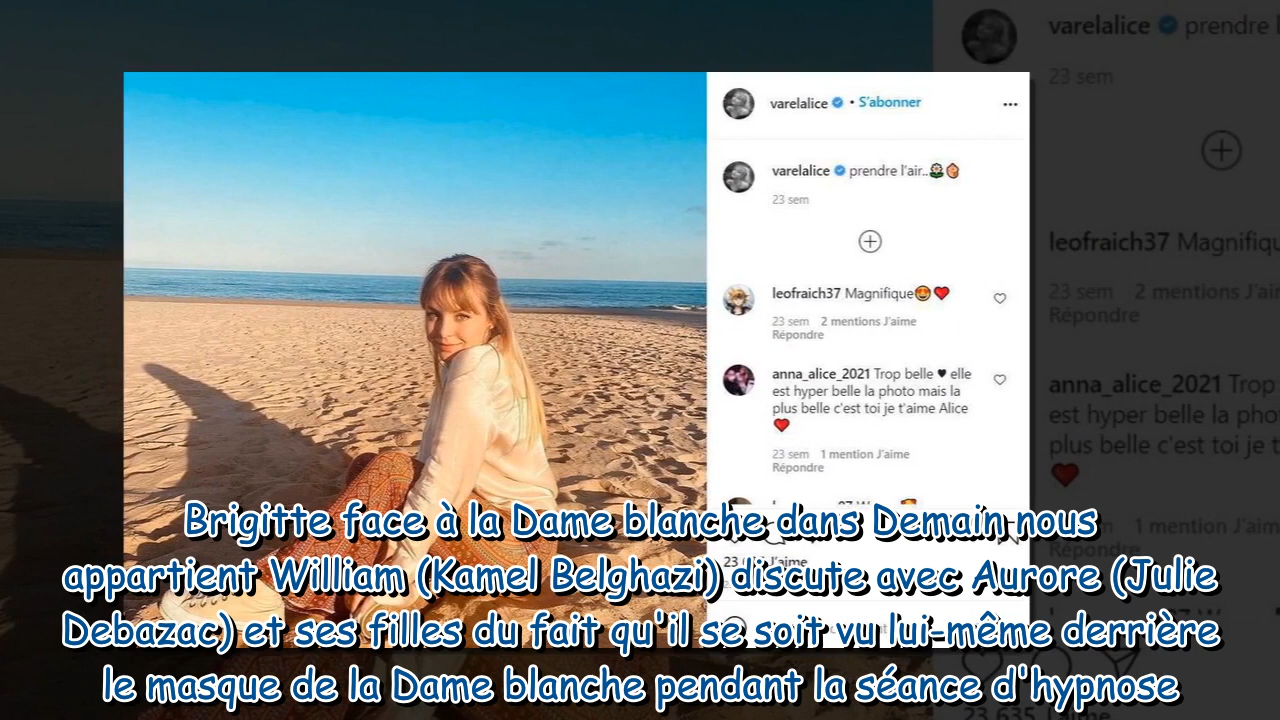 varelalice prendre l
23 sem
varelalice • S'abonner
varelalice prendre l'air..
23 sem
leofraich37 Magnifique
23 sem 2 mentions J'aime
Répondre
anna_alice_2021 Trop belle ♥ elle
est hyper belle la photo mais la
plus belle c'est toi je t'aime Alice
23 sem 1 mention J'aime
Répondre
leofraich37 Magnifiqu
23 sem 2 mentions J'ai
Répondre
anna_alice_2021 Trop
est hyper belle la pho
plus belle c'est toi je t
1 mention J'aim
Brigitte face à la Dame blanche dans Demain nous
appartient William (Kamel Belghazi) discute avec Aurore (Julie
Debazac) et ses filles du fait qu'il se soit vu lui-même derrière
le masque de la Dame blanche pendant la séance d'hypnose